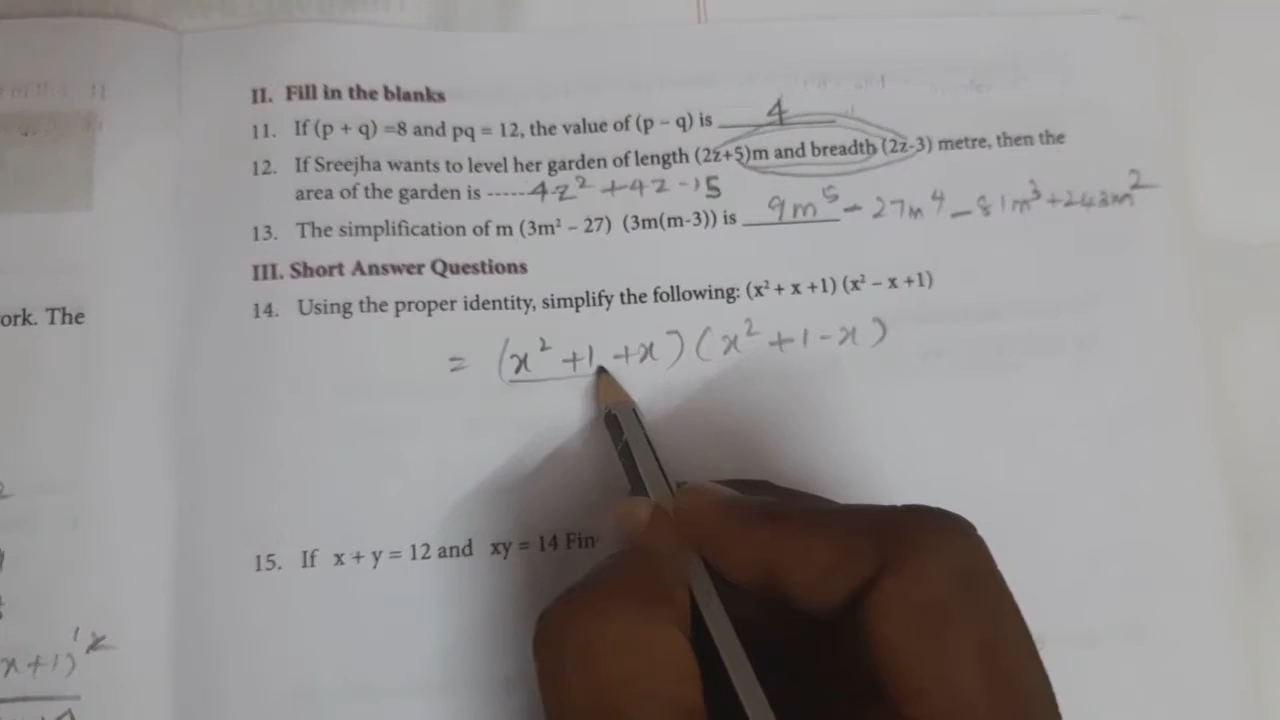 II. Fill in the blanks
11. If (p + q) =8 and pq = 12, the value of (p – q) is 4
12. If Sreejha wants to level her garden of length (2z+5)m and breadth (2z-3) metre, then the
area of the garden is ------4z² +4z -15
13. The simplification of m (3m² – 27) (3m(m-3)) is 9m⁵ - 27m⁴ - 81m³ + 243m²
III. Short Answer Questions
14. Using the proper identity, simplify the following: (x² + x +1) (x² – x +1)
= (x² +1 +x) (x² +1 -x)
ork. The
15. If x + y = 12 and xy = 14 Fin
x+1)²